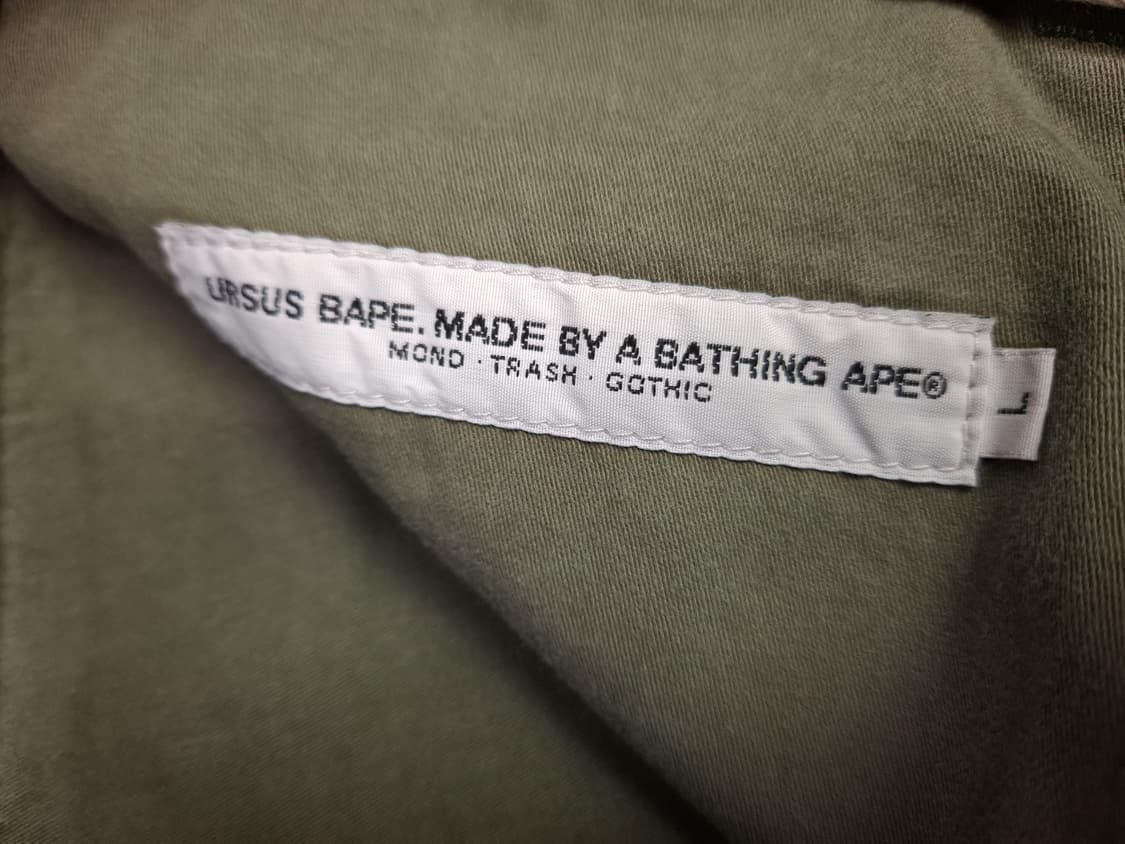 URSUS BAPE. MADE BY A BATHING APE®
MOND · TRASH · GOTHIC
L